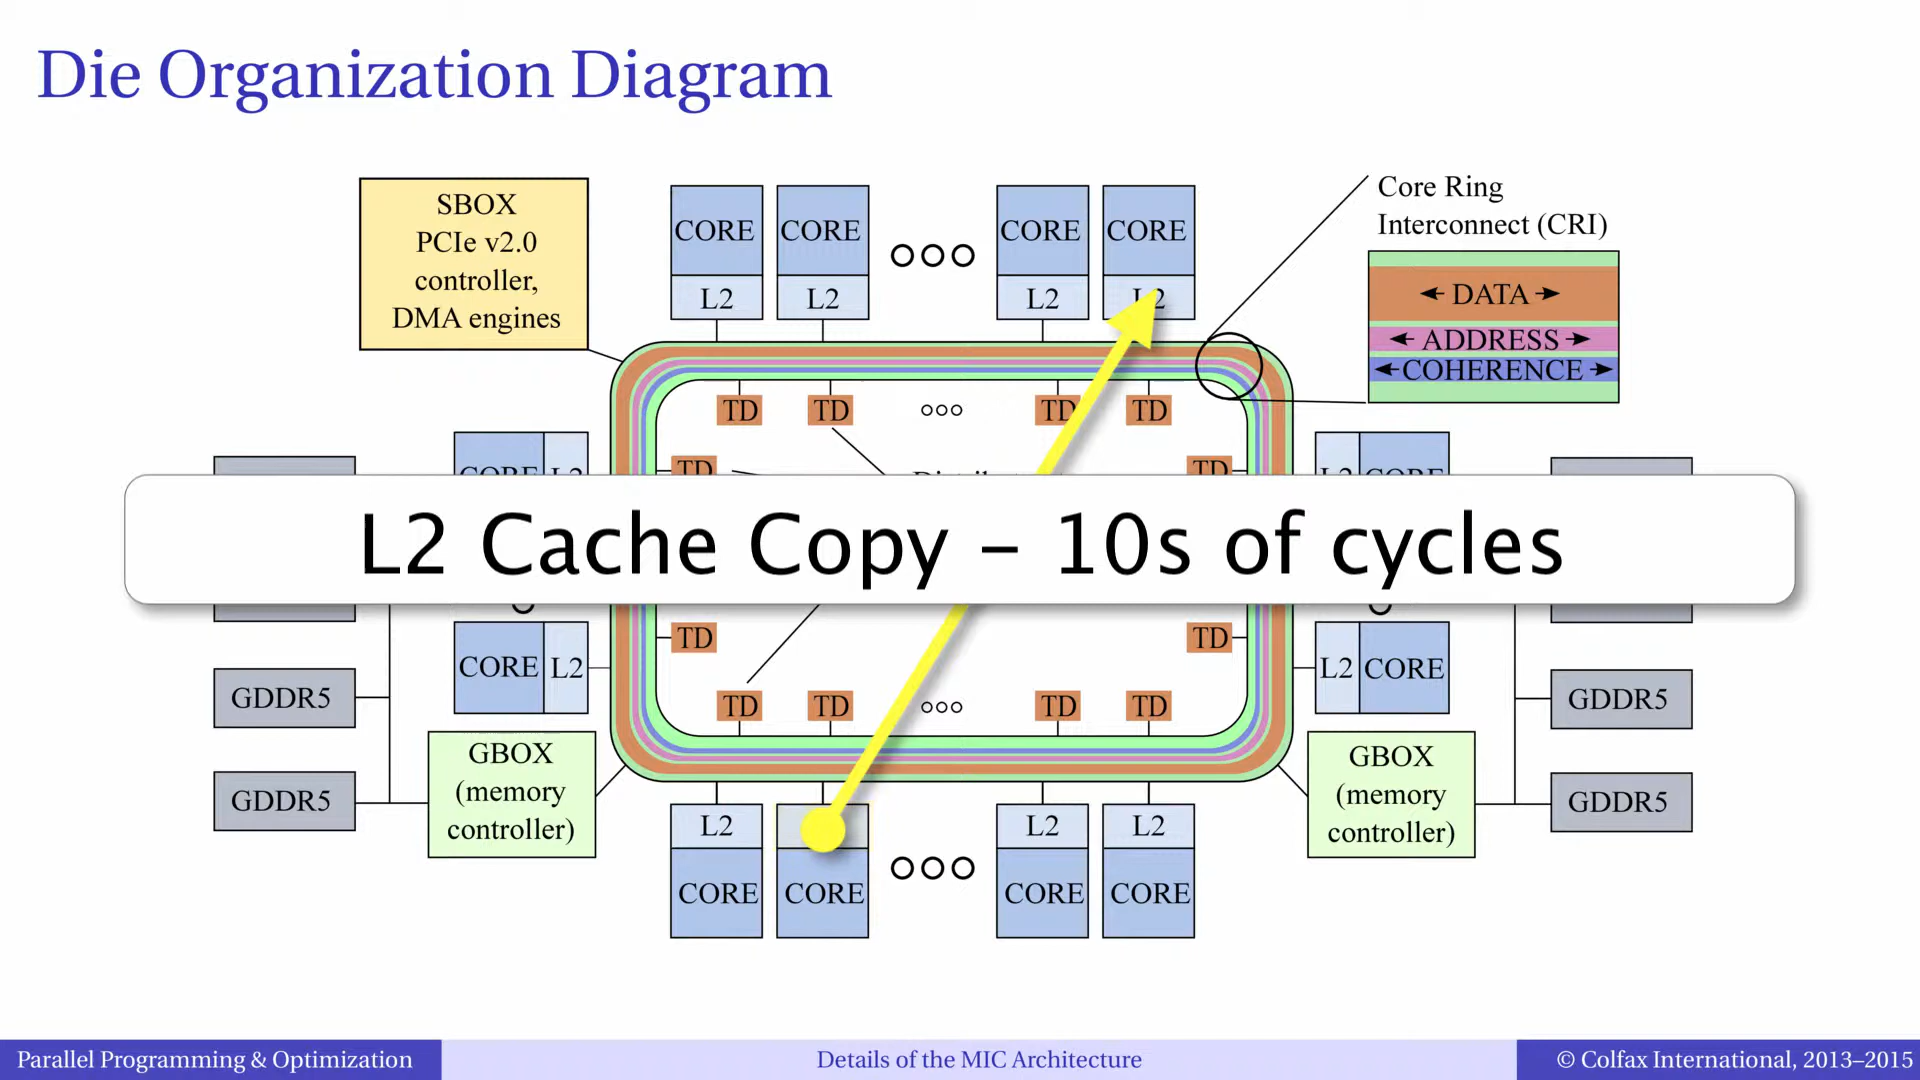 Die Organization Diagram
SBOX
PCIe v2.0
controller,
DMA engines
CORE
CORE
CORE
CORE
L2
L2
L2
L2
Core Ring
Interconnect (CRI)
DATA
ADDRESS
COHERENCE
TD
TD
TD
TD
CORE
L2
TD
TD
L2
CORE
L2 Cache Copy – 10s of cycles
CORE
L2
TD
TD
L2
CORE
GDDR5
GDDR5
TD
TD
TD
TD
GBOX
(memory
controller)
GBOX
(memory
controller)
GDDR5
GDDR5
L2
L2
L2
CORE
CORE
CORE
CORE
Parallel Programming & Optimization
Details of the MIC Architecture
© Colfax International, 2013–2015